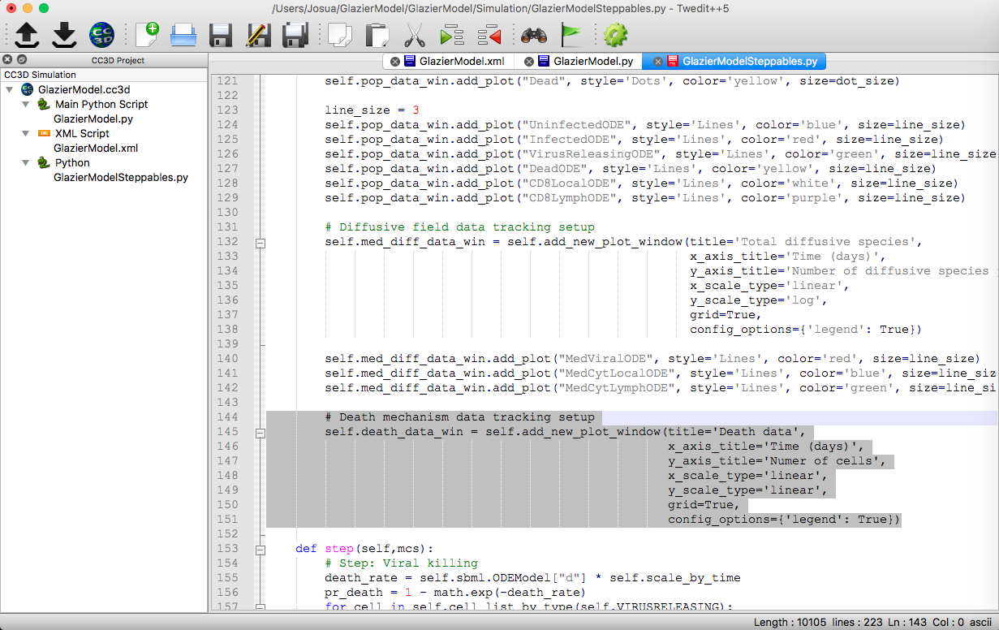 /Users/Josua/GlazierModel/GlazierModel/Simulation/GlazierModelSteppables.py - Twedit++5
CC 3D
CC3D Project
GlazierModel.xml GlazierModel.py GlazierModelSteppables.py
CC3D Simulation
GlazierModel.cc3d
Main Python Script
GlazierModel.py
XML Script
GlazierModel.xml
Python
GlazierModelSteppables.py
121 self.pop_data_win.add_plot("Dead", style='Dots', color='yellow', size=dot_size)
122
123 line_size = 3
124 self.pop_data_win.add_plot("UninfectedODE", style='Lines', color='blue', size=line_size)
125 self.pop_data_win.add_plot("InfectedODE", style='Lines', color='red', size=line_size)
126 self.pop_data_win.add_plot("VirusReleasingODE", style='Lines', color='green', size=line_size
127 self.pop_data_win.add_plot("DeadODE", style='Lines', color='yellow', size=line_size)
128 self.pop_data_win.add_plot("CD8LocalODE", style='Lines', color='white', size=line_size)
129 self.pop_data_win.add_plot("CD8LymphODE", style='Lines', color='purple', size=line_size)
130
131 # Diffusive field data tracking setup
132 self.med_diff_data_win = self.add_new_plot_window(title='Total diffusive species',
133 x_axis_title='Time (days)',
134 y_axis_title='Number of diffusive species
135 x_scale_type='linear',
136 y_scale_type='log',
137 grid=True,
138 config_options={'legend': True})
139
140 self.med_diff_data_win.add_plot("MedViralODE", style='Lines', color='red', size=line_size)
141 self.med_diff_data_win.add_plot("MedCytLocalODE", style='Lines', color='blue', size=line_siz
142 self.med_diff_data_win.add_plot("MedCytLymphODE", style='Lines', color='green', size=line_si
143
144 # Death mechanism data tracking setup
145 self.death_data_win = self.add_new_plot_window(title='Death data',
146 x_axis_title='Time (days)',
147 y_axis_title='Numer of cells',
148 x_scale_type='linear',
149 y_scale_type='linear',
150 grid=True,
151 config_options={'legend': True})
152
153 def step(self,mcs):
154 # Step: Viral killing
155 death_rate = self.sbml.ODEModel["d"] * self.scale_by_time
156 pr_death = 1 - math.exp(-death_rate)
157 for cell in self.cell_list_by_type(self.VIRUSRELEASING):
Length : 10105 lines : 223 Ln : 143 Col : 0 ascii